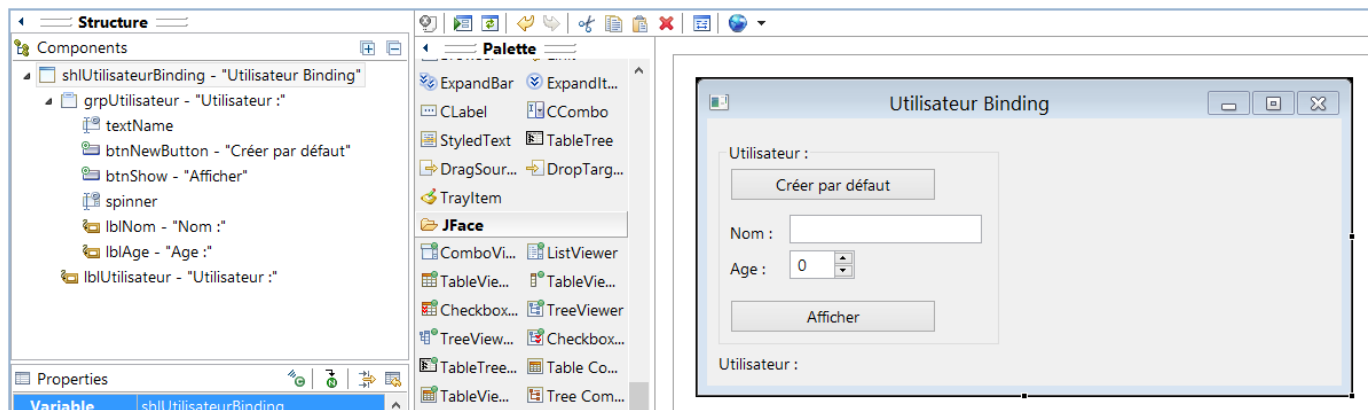 Structure
Components
shlUtilisateurBinding - "Utilisateur Binding"
grpUtilisateur - "Utilisateur :"
textName
btnNewButton - "Créer par défaut"
btnShow - "Afficher"
spinner
lblNom - "Nom :"
lblAge - "Age :"
lblUtilisateur - "Utilisateur :"
Properties
Variable shlUtilisateurBinding
Palette
ExpandBar ExpandIt...
CLabel CCombo
StyledText TableTree
DragSour... DropTarg...
TrayItem
JFace
ComboVi... ListViewer
TableVie... TableVie...
Checkbox... TreeViewer
TreeView... Checkbox...
TableTree... Table Co...
TableVie... Tree Com...
Utilisateur Binding
Utilisateur :
Créer par défaut
Nom :
Age : 0
Afficher
Utilisateur :